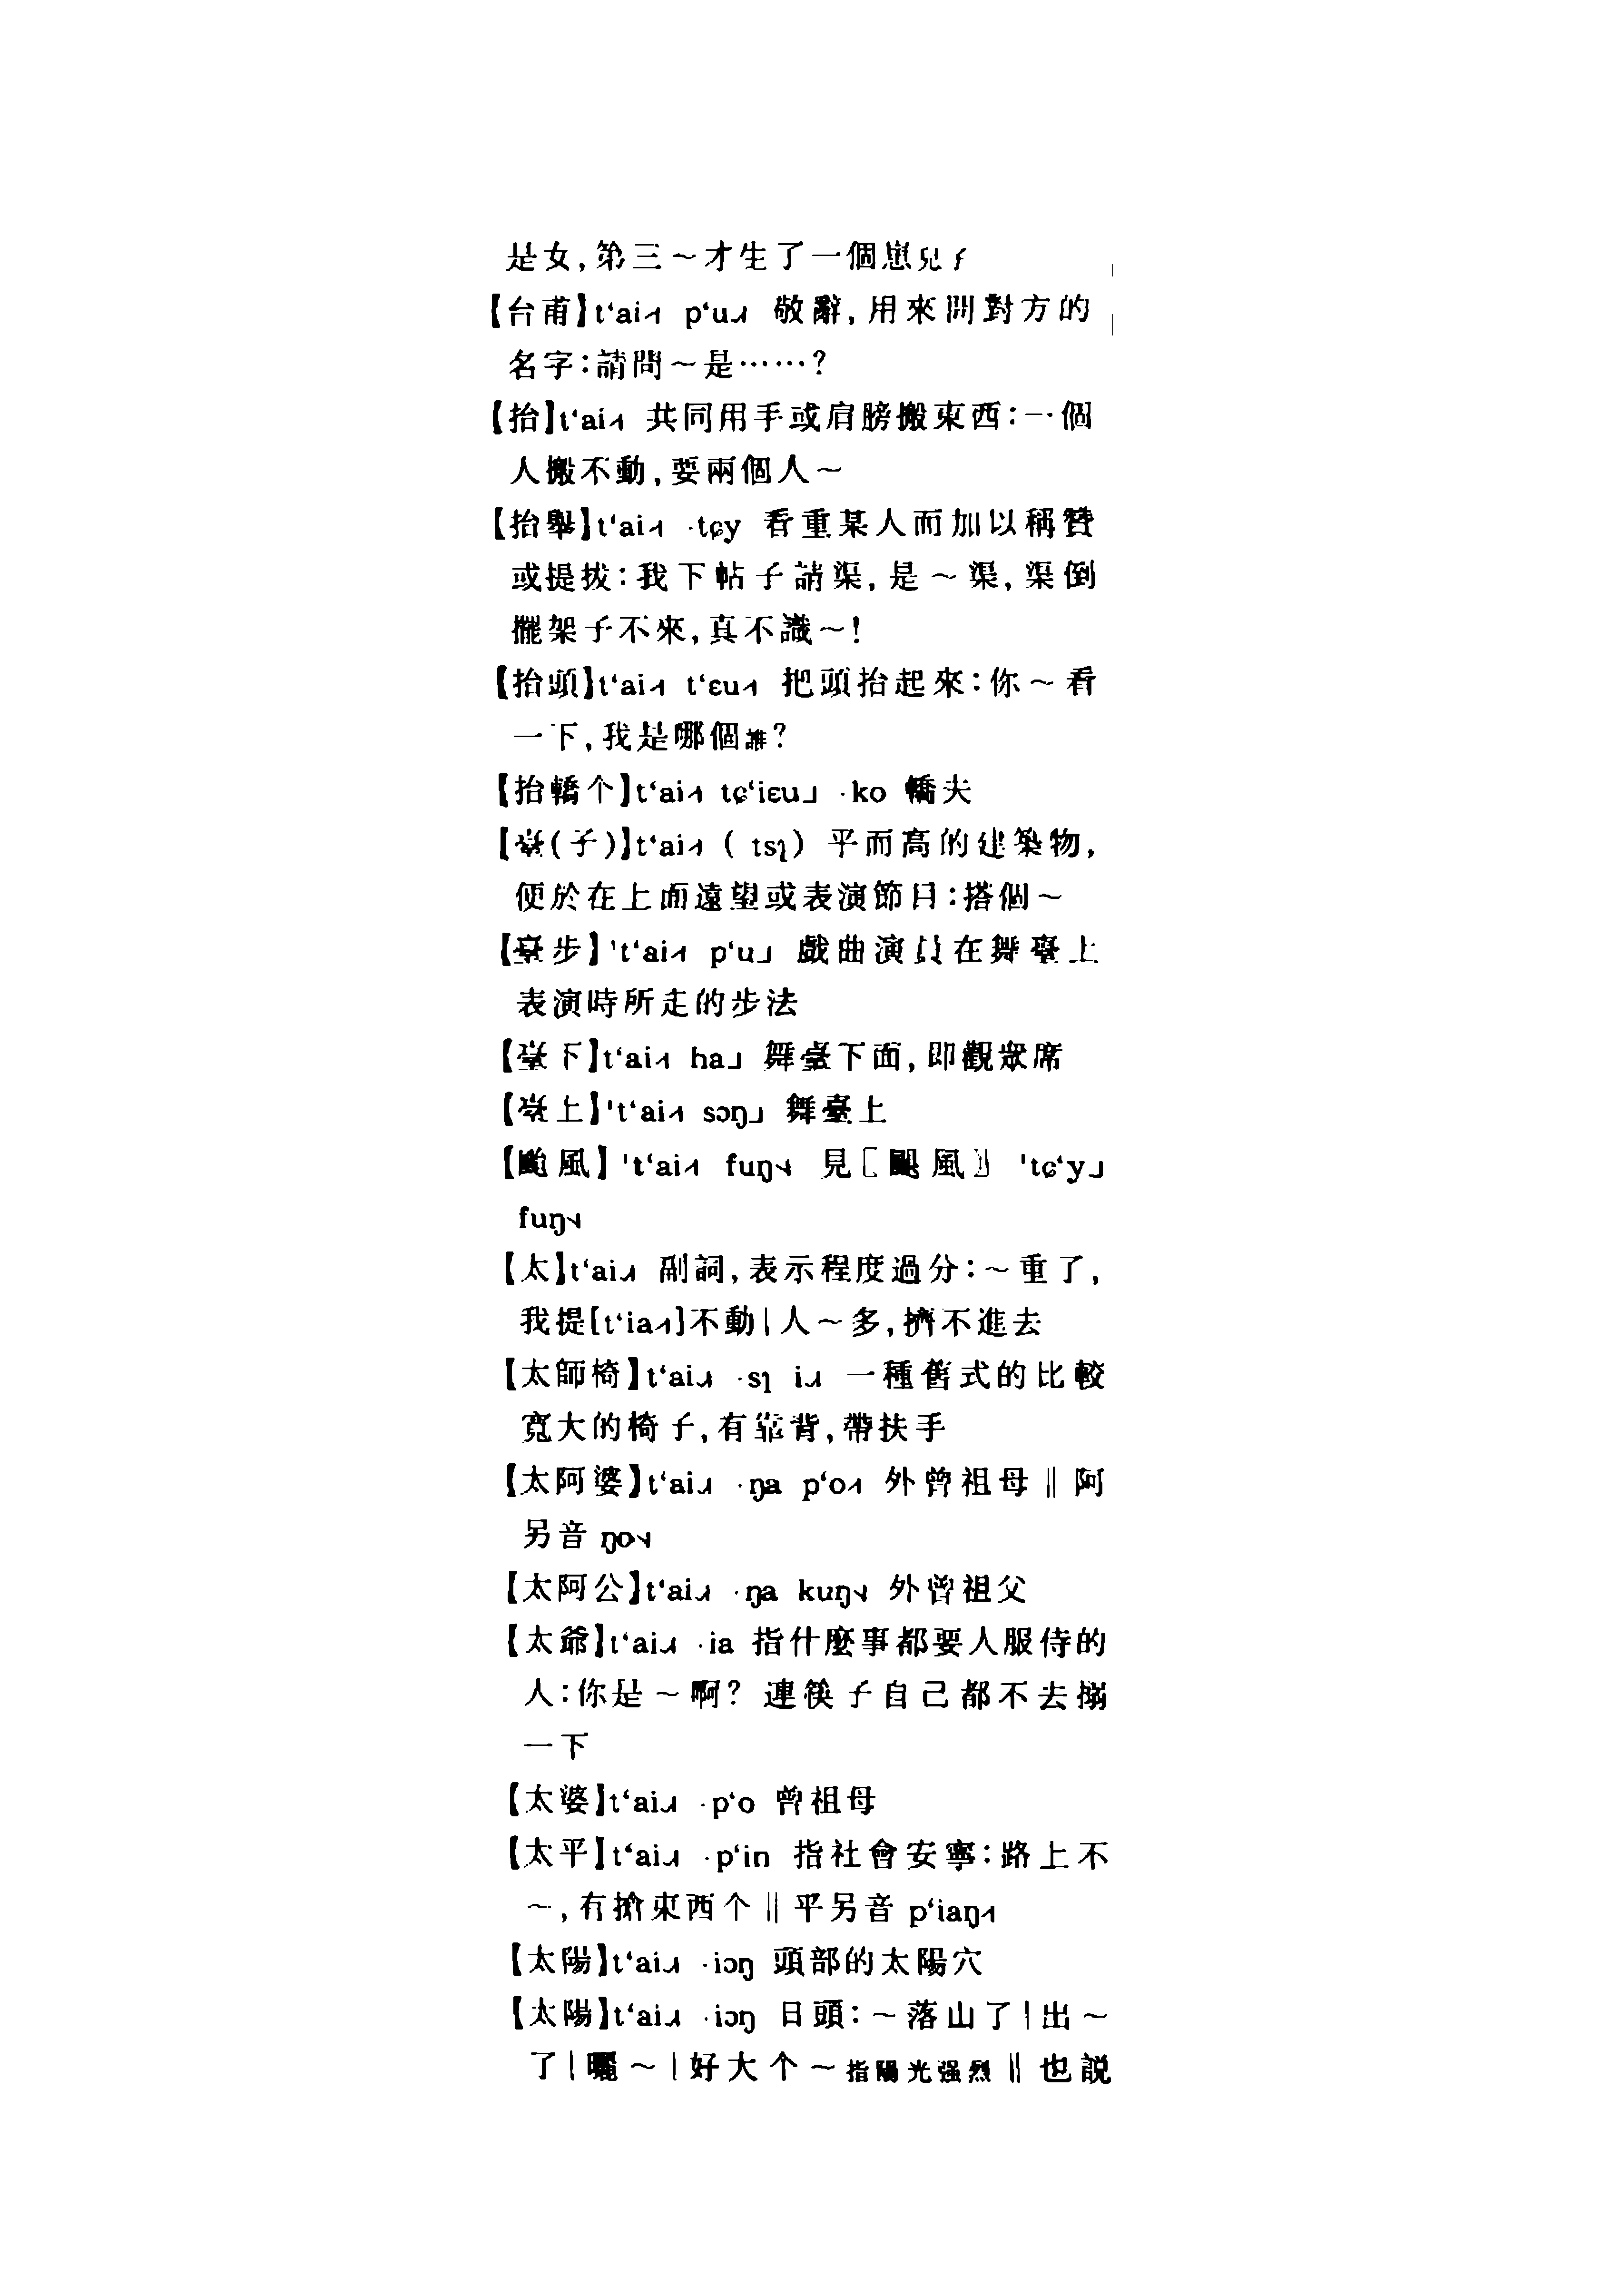 是女,第三～才生了一個崽兒子
【台甫】t‘ai˧˥ p‘u˨˩˧ 敬辭,用來問對方的
名字:請問～是……?
【抬】t‘ai˧˥ 共同用手或肩膀搬東西:一個
人搬不動,要兩個人～
【抬舉】t‘ai˧˥ ·tɕy 看重某人而加以稱贊
或提拔:我下帖子請渠,是～渠,渠倒
擺架子不來,真不識～!
【抬頭】t‘ai˧˥ t‘ɛu˧˥ 把頭抬起來:你～看
一下,我是哪個誰?
【抬轎个】t‘ai˧˥ tɕ‘iɛu˩ ·ko 轎夫
【臺(子)】t‘ai˧˥ ( tsɿ) 平而高的建築物,
便於在上面遠望或表演節目:搭個～
【臺步】't‘ai˧˥ p‘u˩ 戲曲演員在舞臺上
表演時所走的步法
【臺下】t‘ai˧˥ ha˩ 舞臺下面,即觀眾席
【臺上】't‘ai˧˥ sɔŋ˩ 舞臺上
【颱風】't‘ai˧˥ fuŋ˥˧ 見〖颶風〗 'tɕ‘y˩
fuŋ˥˧
【太】t‘ai˨˩˧ 副詞,表示程度過分:～重了,
我提[t‘ia˧˥]不動|人～多,擠不進去
【太師椅】t‘ai˨˩˧ ·sɿ i˨˩˧ 一種舊式的比較
寬大的椅子,有靠背,帶扶手
【太阿婆】t‘ai˨˩˧ ·ŋa p‘o˧˥ 外曾祖母‖阿
另音 ŋo˥˧
【太阿公】t‘ai˨˩˧ ·ŋa kuŋ˥˧ 外曾祖父
【太爺】t‘ai˨˩˧ ·ia 指什麼事都要人服侍的
人:你是～啊? 連筷子自己都不去搦
一下
【太婆】t‘ai˨˩˧ ·p‘o 曾祖母
【太平】t‘ai˨˩˧ ·p‘in 指社會安寧:路上不
～,有搶東西个‖平另音 p‘iaŋ˧˥
【太陽】t‘ai˨˩˧ ·iɔŋ 頭部的太陽穴
【太陽】t‘ai˨˩˧ ·iɔŋ 日頭:～落山了|出～
了|曬～|好大个～指陽光强烈‖也説